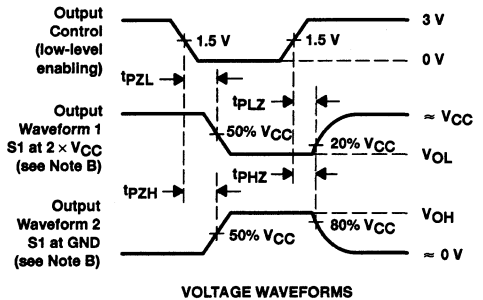 Output
Control
(low-level
enabling)
1.5 V
1.5 V
3 V
0 V
tPZL
tPLZ
Output
Waveform 1
S1 at 2 × VCC
(see Note B)
50% VCC
20% VCC
≈ VCC
VOL
tPZH
tPHZ
Output
Waveform 2
S1 at GND
(see Note B)
50% VCC
80% VCC
VOH
≈ 0 V
VOLTAGE WAVEFORMS